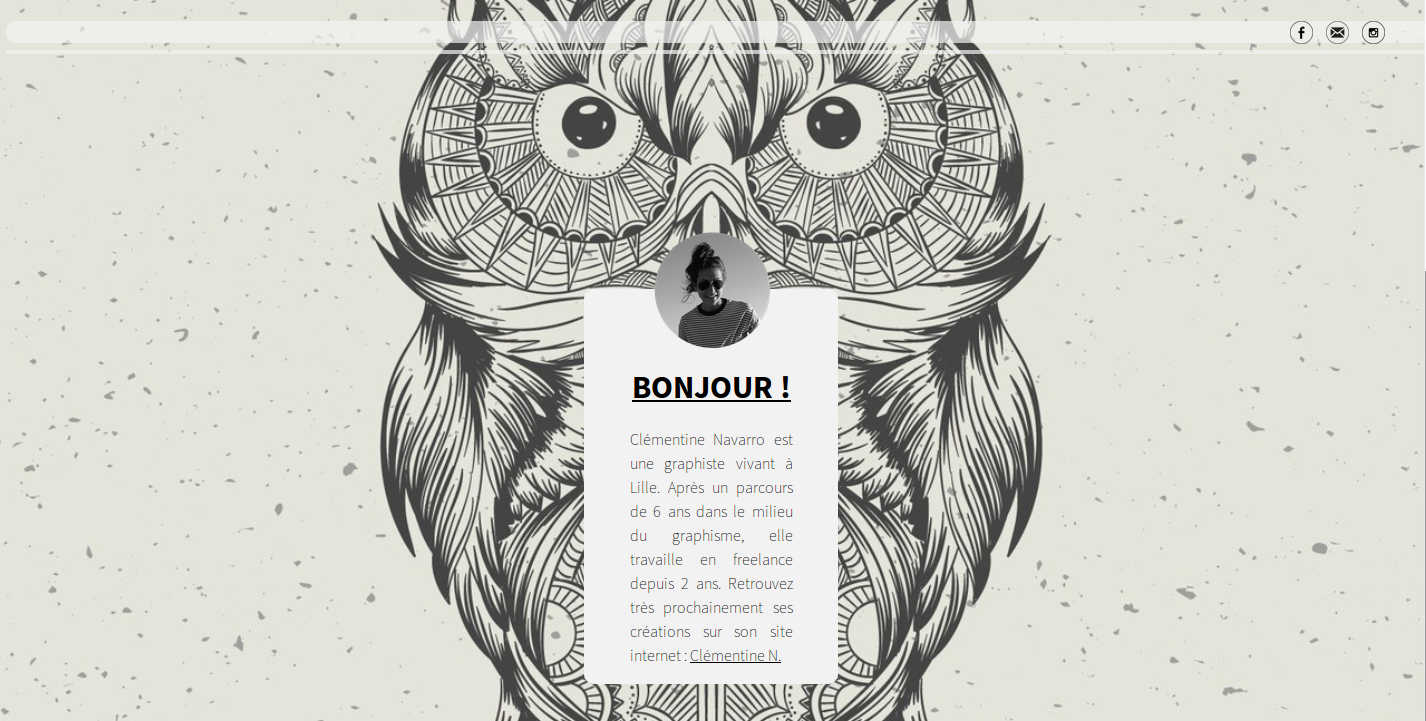 BONJOUR !
Clémentine Navarro est
une graphiste vivant à
Lille. Après un parcours
de 6 ans dans le milieu
du graphisme, elle
travaille en freelance
depuis 2 ans. Retrouvez
très prochainement ses
créations sur son site
internet : Clémentine N.